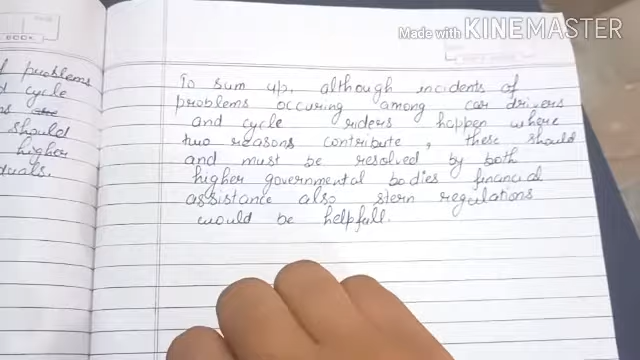 Made with KINEMASTER
BOOK
problems
cycle
should
higher
duals.
To sum up, although incidents of
problems occuring among car drivers
and cycle riders happen where
two reasons contribute, these should
and must be resolved by both
higher governmental bodies financial
assistance also stern regulations
would be helpfull.